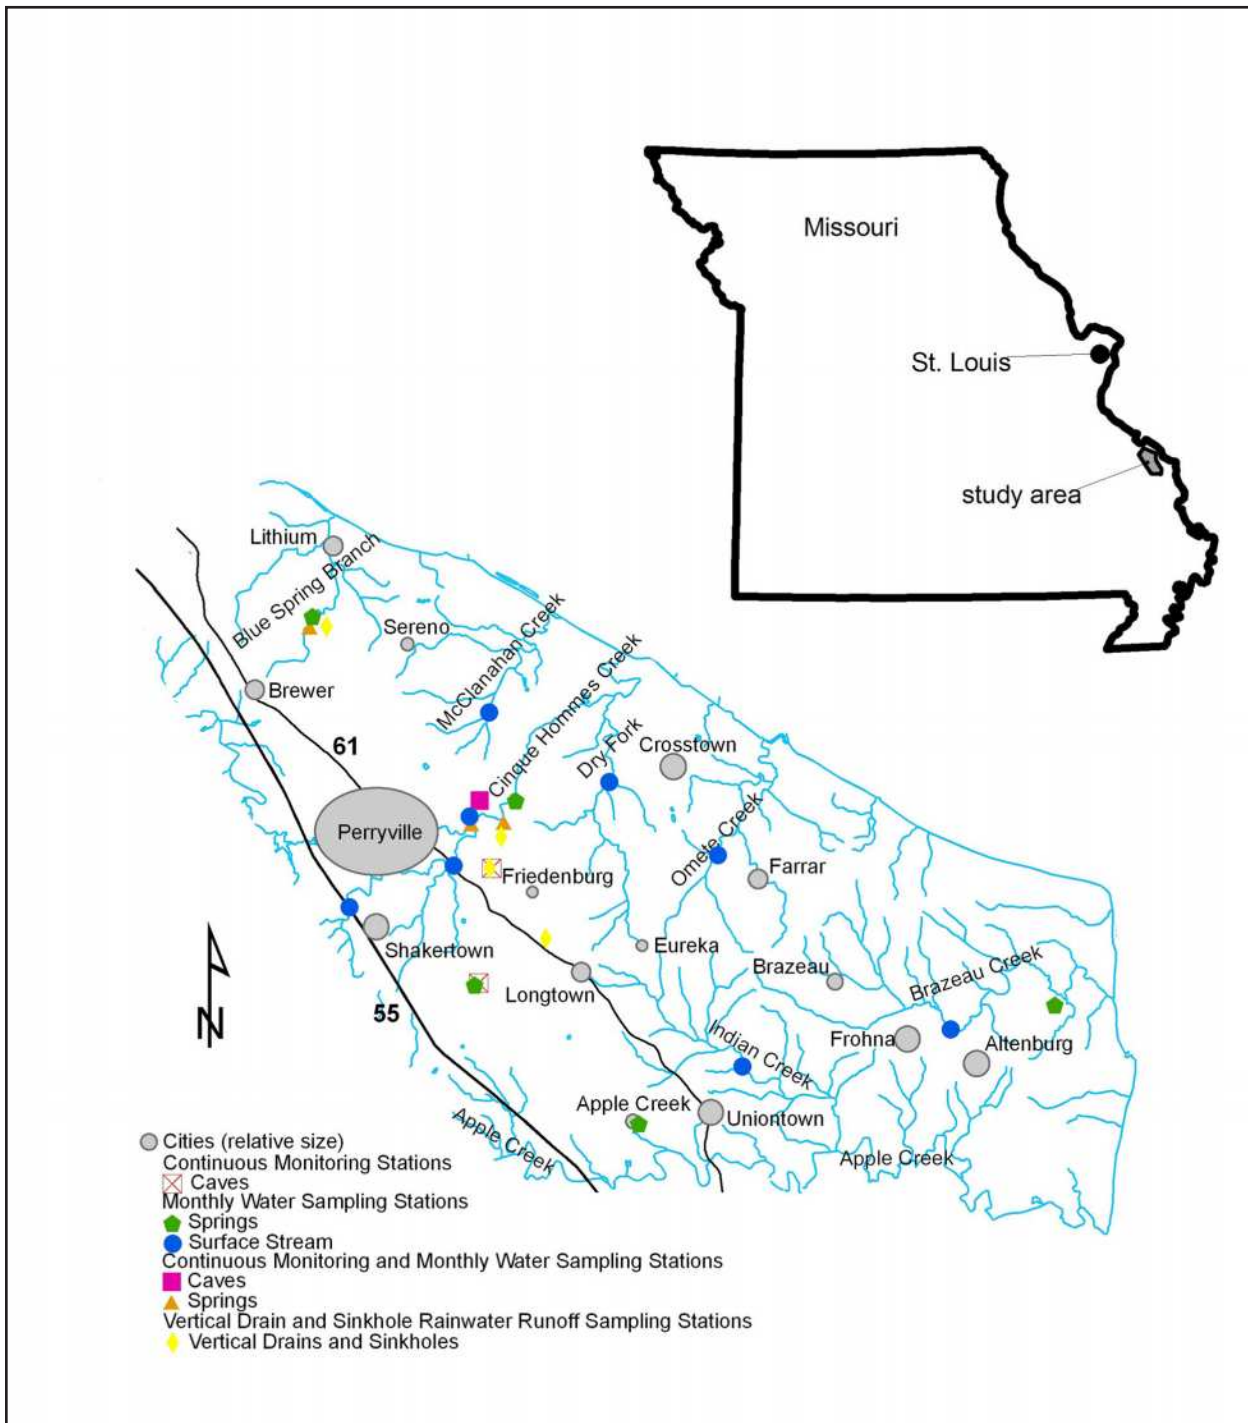 Missouri
St. Louis
study area
Lithium
Blue Spring Branch
Sereno
McClanahan Creek
Brewer
Cinque Hommes Creek
61
Dry Fork
Crosstown
Perryville
Omete Creek
Farrar
Friedenburg
Shakertown
Eureka
Brazeau
Brazeau Creek
Longtown
55
N
Indian Creek
Frohna
Altenburg
Apple Creek
Uniontown
Apple Creek
Apple Creek
Cities (relative size)
Continuous Monitoring Stations
Caves
Monthly Water Sampling Stations
Springs
Surface Stream
Continuous Monitoring and Monthly Water Sampling Stations
Caves
Springs
Vertical Drain and Sinkhole Rainwater Runoff Sampling Stations
Vertical Drains and Sinkholes